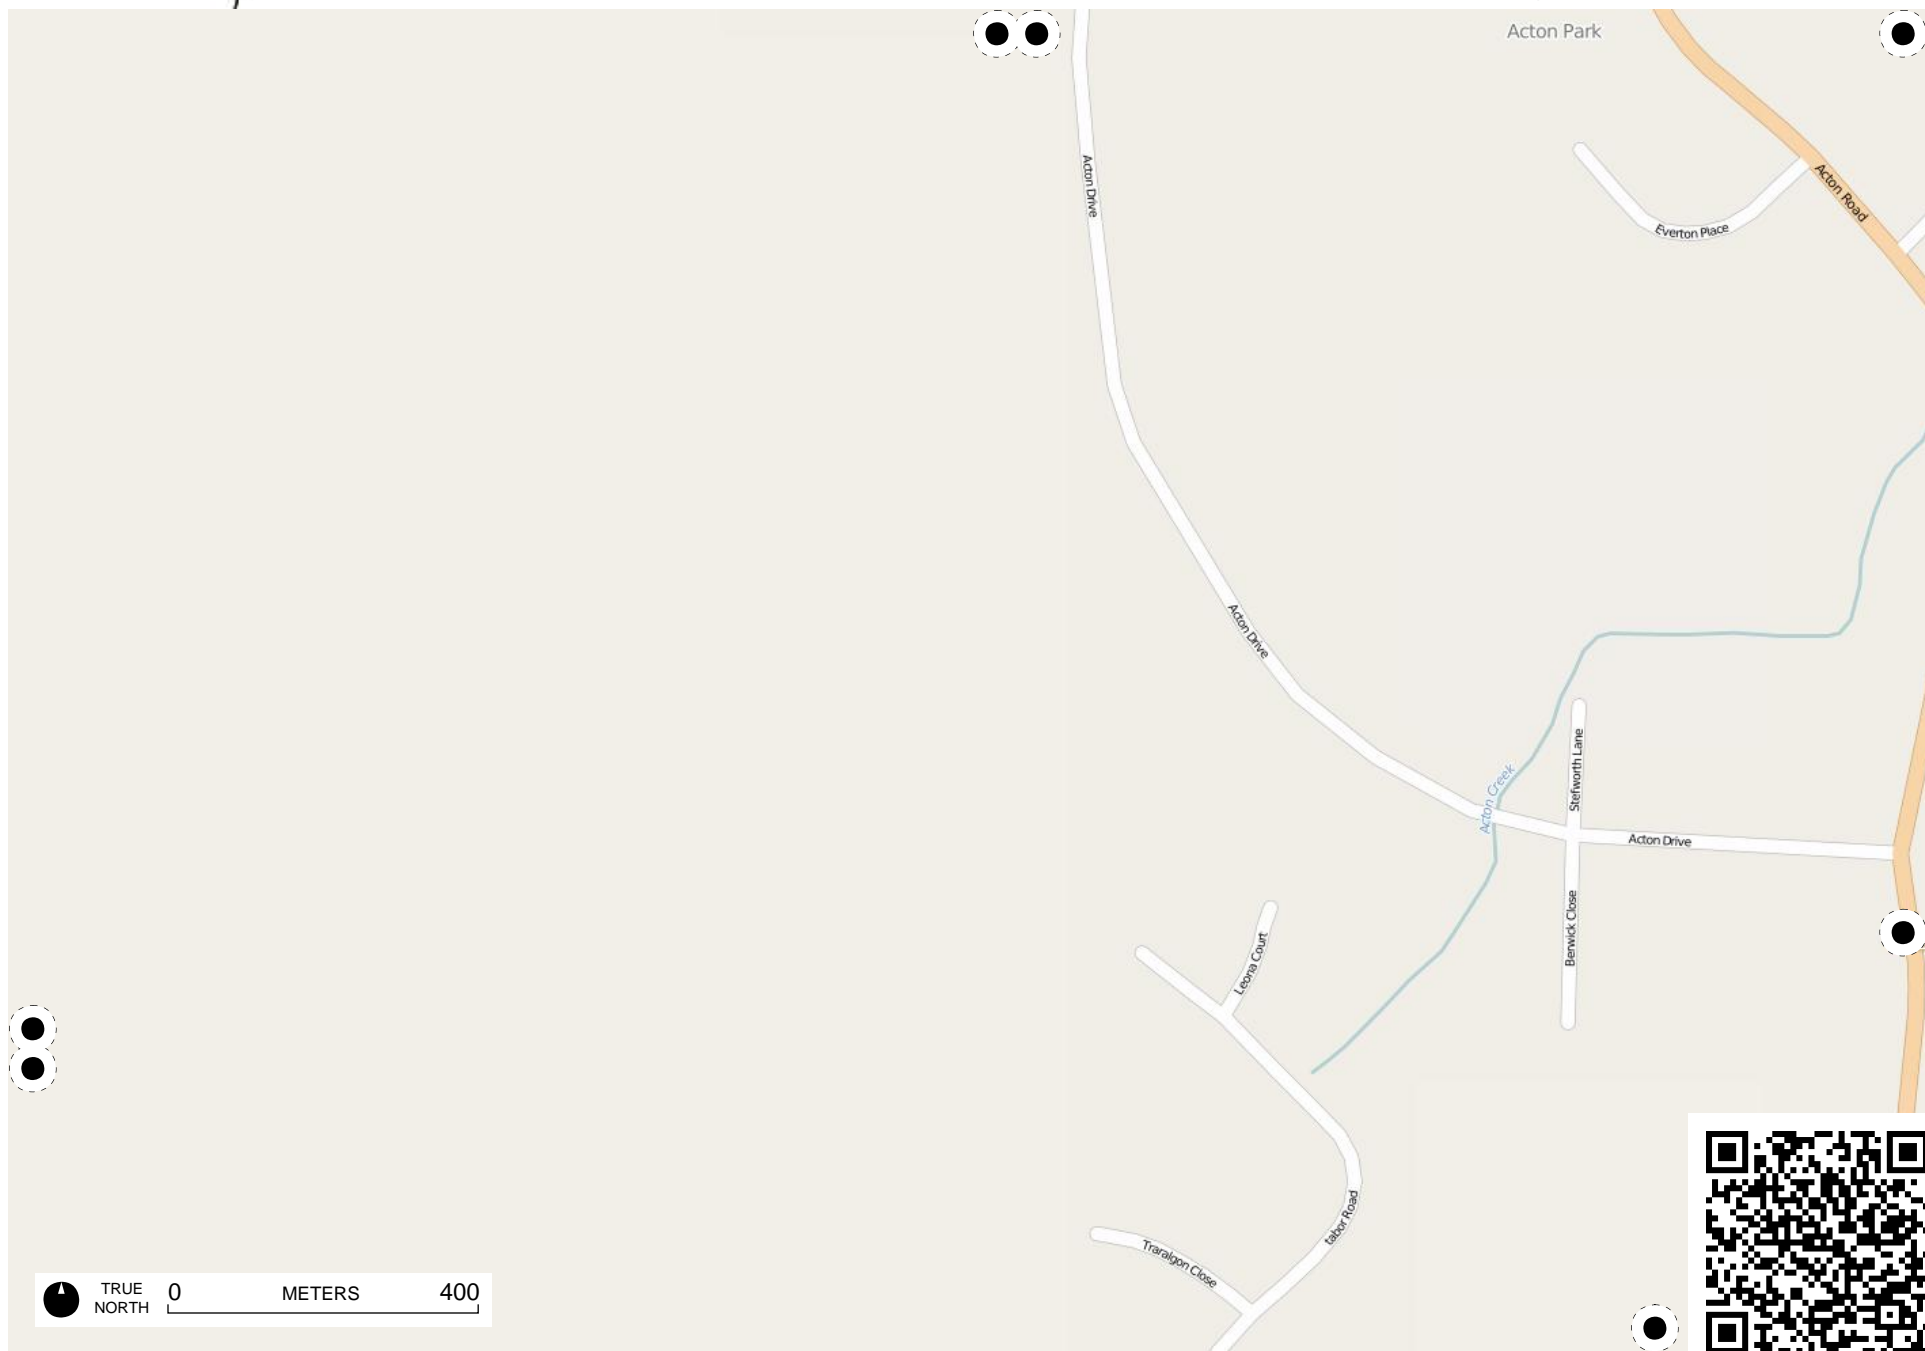 Acton Park
Acton Drive
Acton Road
Everton Place
Acton Drive
Stefworth Lane
Acton Creek
Acton Drive
Berwick Close
Leona Court
tabor Road
Traralgon Close
TRUE NORTH
0 METERS 400